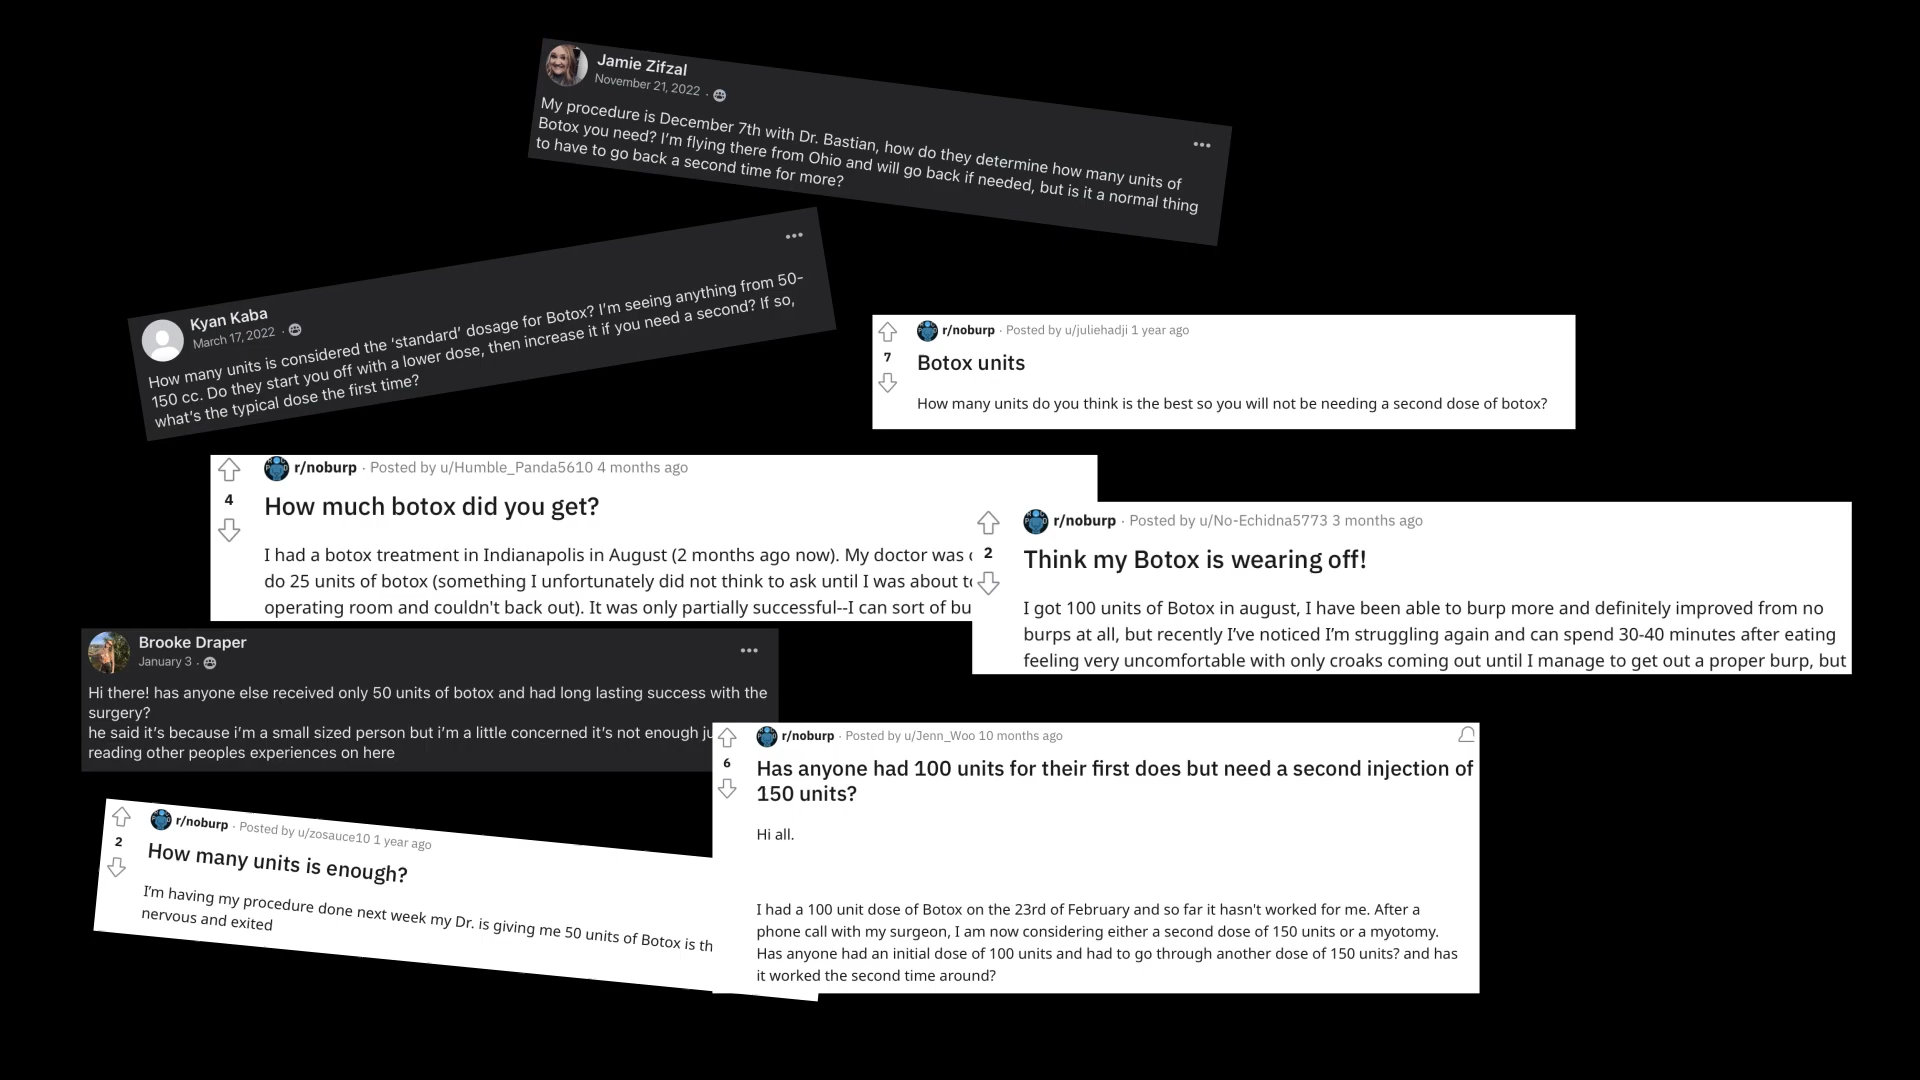 Jamie Zifzal
November 21, 2022 ·
My procedure is December 7th with Dr. Bastian, how do they determine how many units of
Botox you need? I'm flying there from Ohio and will go back if needed, but is it a normal thing
to have to go back a second time for more?
Kyan Kaba
March 17, 2022 ·
How many units is considered the 'standard' dosage for Botox? I'm seeing anything from 50-
150 cc. Do they start you off with a lower dose, then increase it if you need a second? If so,
what's the typical dose the first time?
r/noburp · Posted by u/juliehadji 1 year ago
7
Botox units
How many units do you think is the best so you will not be needing a second dose of botox?
r/noburp · Posted by u/Humble_Panda5610 4 months ago
4
How much botox did you get?
I had a botox treatment in Indianapolis in August (2 months ago now). My doctor was
do 25 units of botox (something I unfortunately did not think to ask until I was about
operating room and couldn't back out). It was only partially successful--I can sort of bu
r/noburp · Posted by u/No-Echidna5773 3 months ago
2
Think my Botox is wearing off!
I got 100 units of Botox in august, I have been able to burp more and definitely improved from no
burps at all, but recently I've noticed I'm struggling again and can spend 30-40 minutes after eating
feeling very uncomfortable with only croaks coming out until I manage to get out a proper burp, but
Brooke Draper
January 3 ·
Hi there! has anyone else received only 50 units of botox and had long lasting success with the
surgery?
he said it's because i'm a small sized person but i'm a little concerned it's not enough ju
reading other peoples experiences on here
r/noburp · Posted by u/Jenn_Woo 10 months ago
6
Has anyone had 100 units for their first does but need a second injection of
150 units?
Hi all.
I had a 100 unit dose of Botox on the 23rd of February and so far it hasn't worked for me. After a
phone call with my surgeon, I am now considering either a second dose of 150 units or a myotomy.
Has anyone had an initial dose of 100 units and had to go through another dose of 150 units? and has
it worked the second time around?
r/noburp · Posted by u/zosauce10 1 year ago
2
How many units is enough?
I'm having my procedure done next week my Dr. is giving me 50 units of Botox is th
nervous and exited